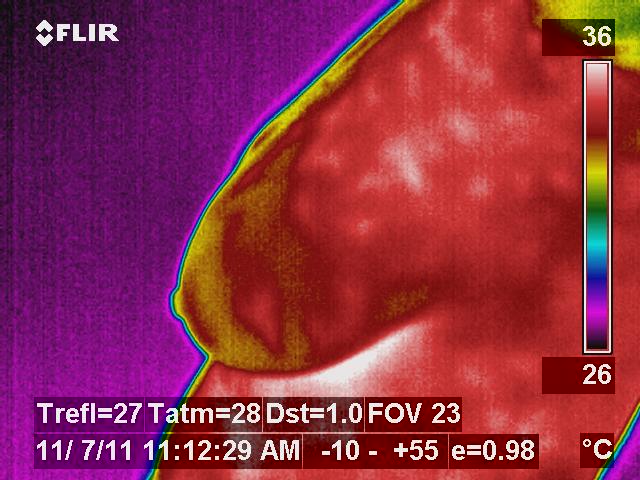 FLIR
36
26
Trefl=27 Tatm=28 Dst=1.0 FOV 23
11/ 7/11 11:12:29 AM -10 - +55 e=0.98 °C